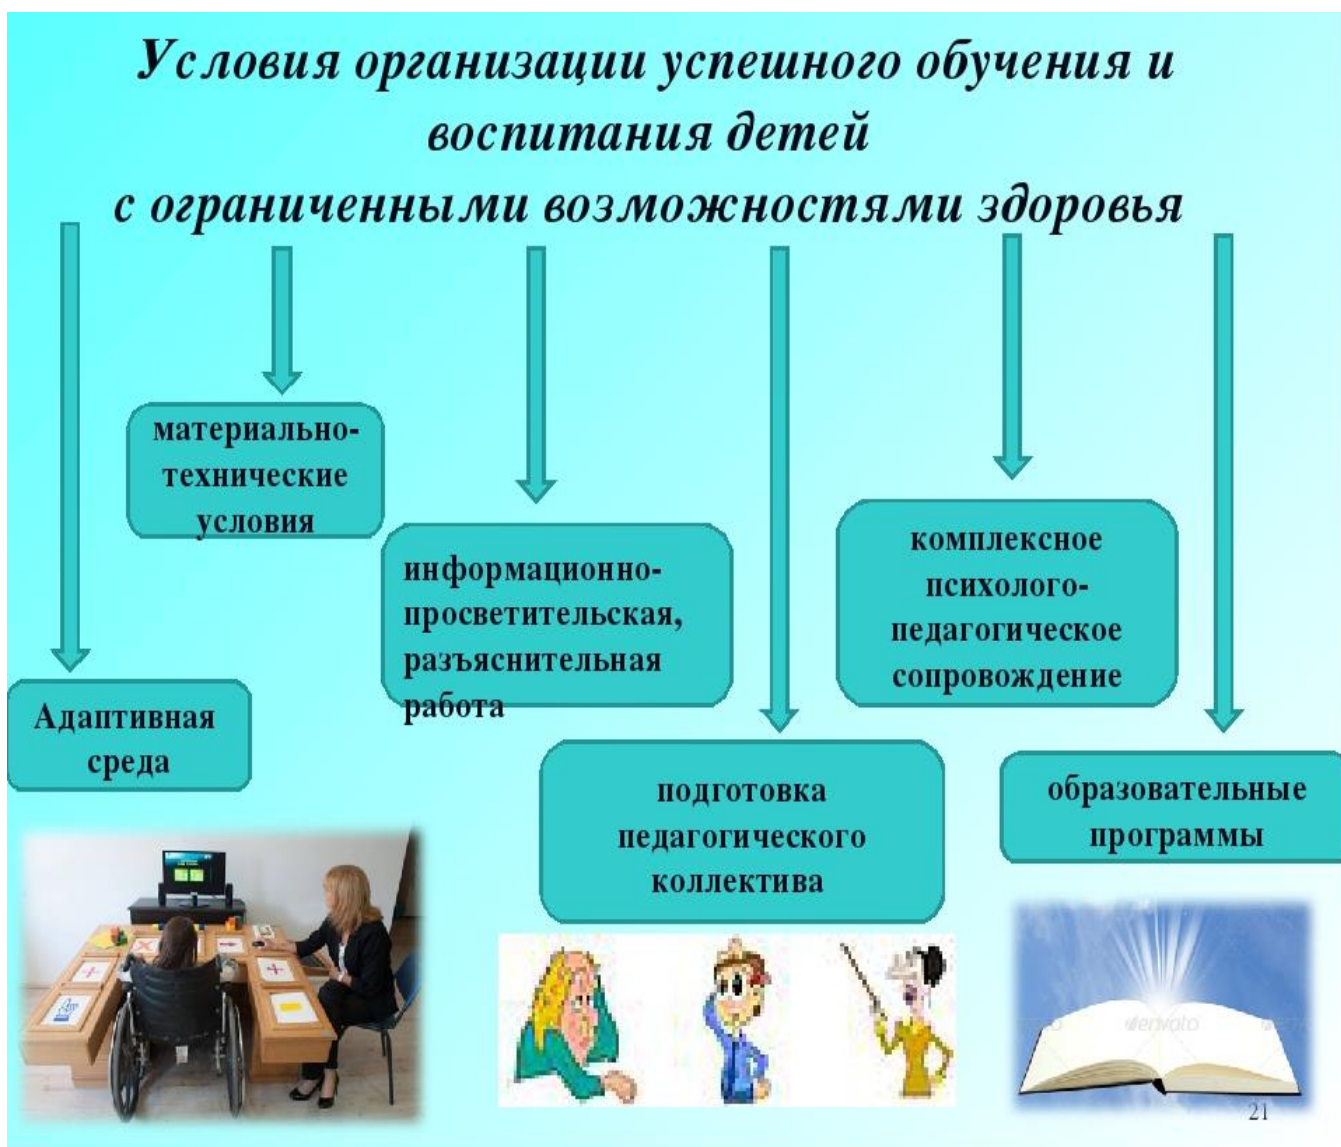 Условия организации успешного обучения и
воспитания детей
с ограниченными возможностями здоровья
материально-
технические
условия
информационно-
просветительская,
разъяснительная
работа
комплексное
психолого-
педагогическое
сопровождение
Адаптивная
среда
подготовка
педагогического
коллектива
образовательные
программы
envato
21